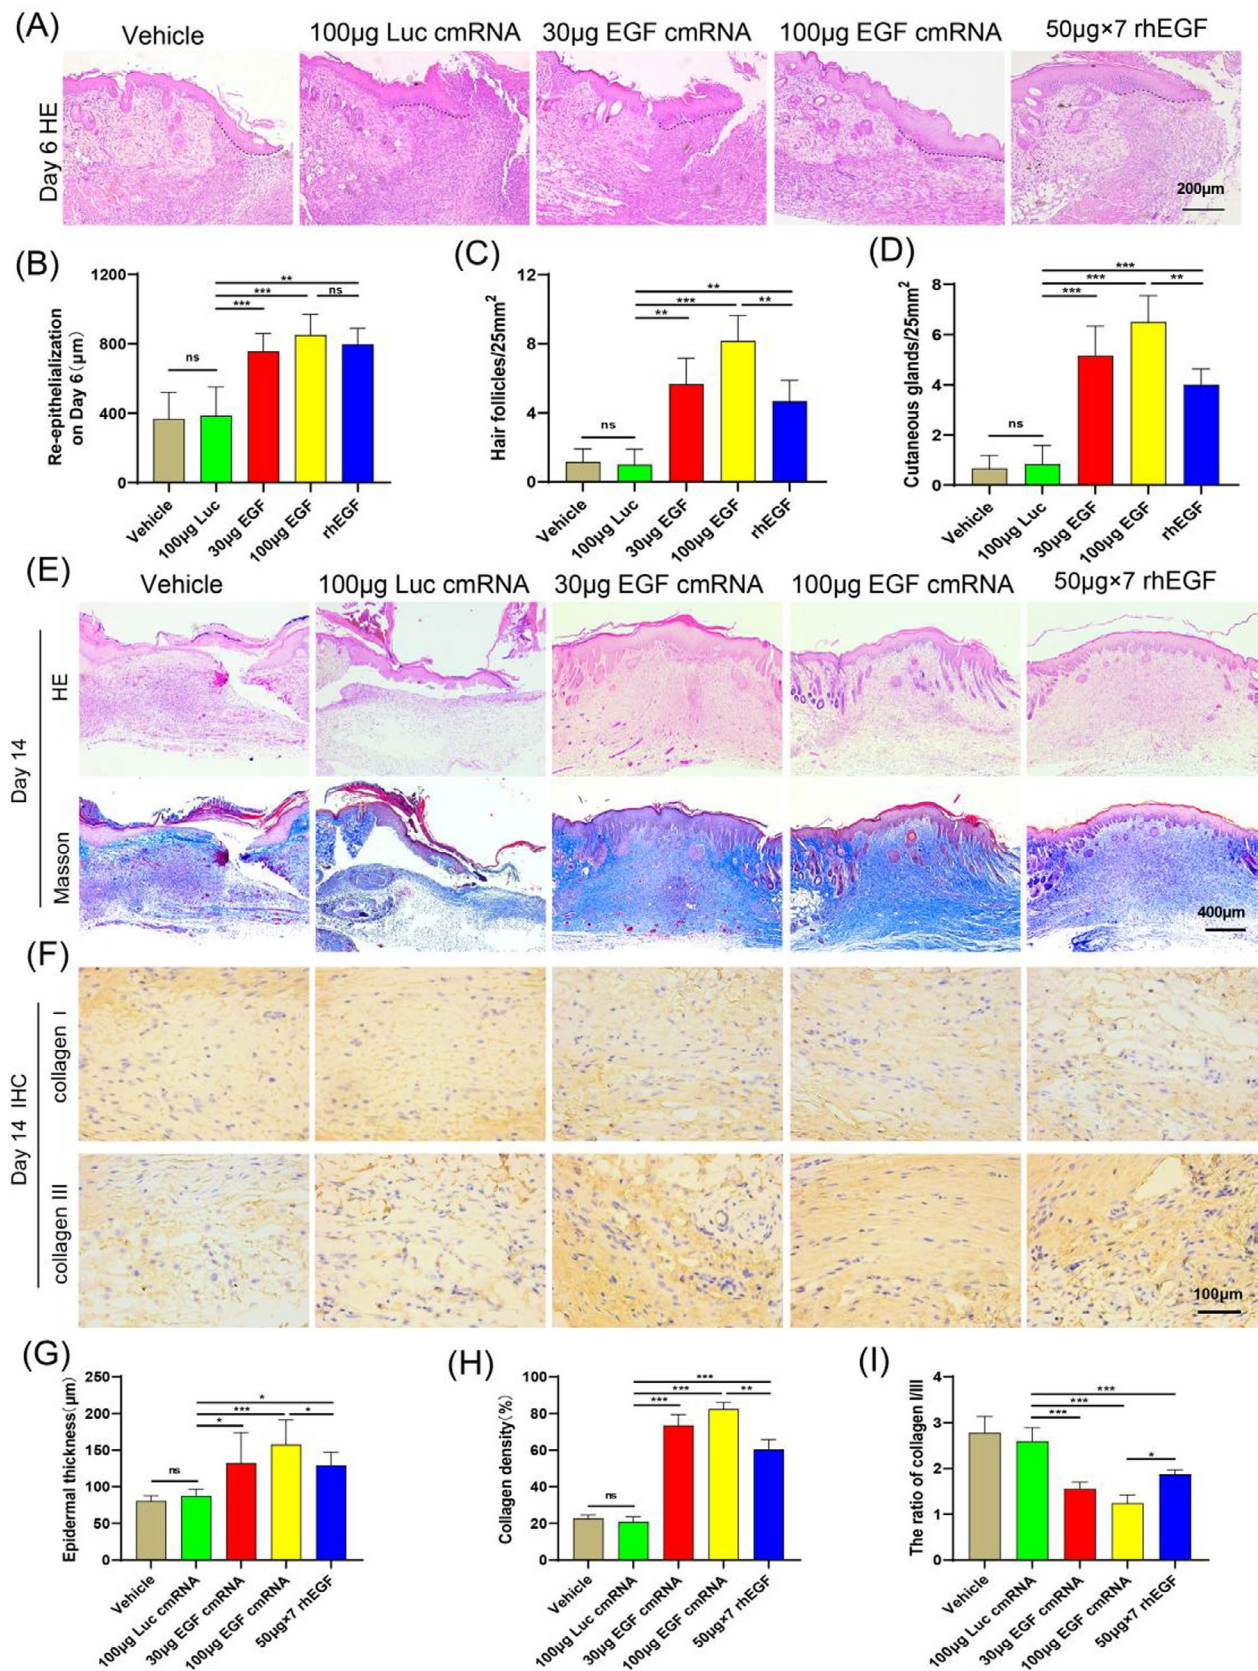 (A)
Vehicle
100μg Luc cmRNA
30μg EGF cmRNA
100μg EGF cmRNA
50μg×7 rhEGF
Day 6 HE
200μm
(B)
Re-epithelialization
on Day 6(μm)
1200
800
400
0
ns
***
***
**
ns
Vehicle
100μg Luc
30μg EGF
100μg EGF
rhEGF
(C)
Hair follicles/25mm²
12
8
4
0
ns
**
***
**
**
Vehicle
100μg Luc
30μg EGF
100μg EGF
rhEGF
(D)
Cutaneous glands/25mm²
8
6
4
2
0
ns
***
***
***
**
Vehicle
100μg Luc
30μg EGF
100μg EGF
rhEGF
(E)
Vehicle
100μg Luc cmRNA
30μg EGF cmRNA
100μg EGF cmRNA
50μg×7 rhEGF
Day 14
HE
Masson
400μm
(F)
Day 14 IHC
collagen I
collagen III
100μm
(G)
Epidermal thickness(μm)
250
200
150
100
50
0
ns
*
***
*
*
Vehicle
100μg Luc cmRNA
30μg EGF cmRNA
100μg EGF cmRNA
50μg×7 rhEGF
(H)
Collagen density(%)
100
80
60
40
20
0
ns
***
***
***
**
Vehicle
100μg Luc cmRNA
30μg EGF cmRNA
100μg EGF cmRNA
50μg×7 rhEGF
(I)
The ratio of collagen I/III
4
3
2
1
0
***
***
***
*
Vehicle
100μg Luc cmRNA
30μg EGF cmRNA
100μg EGF cmRNA
50μg×7 rhEGF